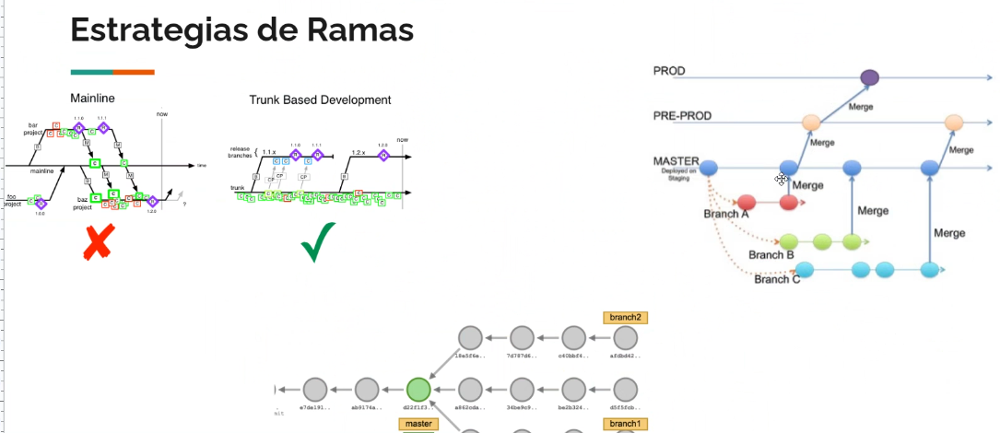 Estrategias de Ramas
Mainline
Trunk Based Development
bar
project
1.1.0
1.1.1
now
mainline
time
foo
project
baz
project
1.0.0
1.2.0
?
release
branches
1.1.x
1.1.0
1.1.1
1.2.x
1.2.0
now
CP
CP
CP
trunk
PROD
Merge
PRE-PROD
Merge
Merge
MASTER
Deployed on
Staging
Merge
Branch A
Merge
Branch B
Merge
Branch C
branch2
7d787d6..
c40bbf4..
afdbd42..
e7da191..
ab9174a..
d22f1f3..
a862cda..
34be9c9..
be2b324..
d5f5fcb..
master
branch1